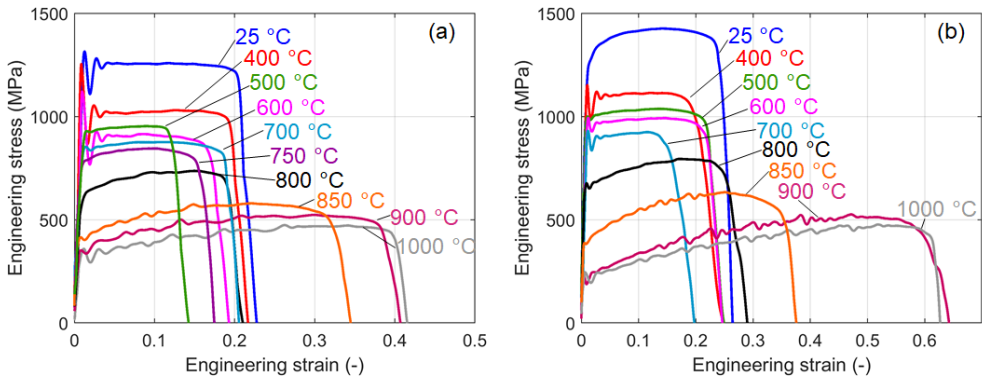 (a)
Engineering stress (MPa)
1500
1000
500
0
25 °C
400 °C
500 °C
600 °C
700 °C
750 °C
800 °C
850 °C
900 °C
1000 °C
0 0.1 0.2 0.3 0.4 0.5
Engineering strain (-)
(b)
Engineering stress (MPa)
1500
1000
500
0
25 °C
400 °C
500 °C
600 °C
700 °C
800 °C
850 °C
900 °C
1000 °C
0 0.1 0.2 0.3 0.4 0.5 0.6
Engineering strain (-)